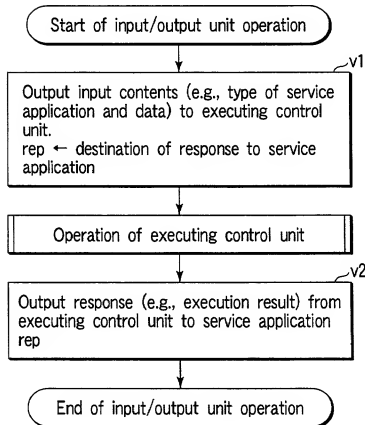 Start of input/output unit operation
v1
Output input contents (e.g., type of service
application and data) to executing control
unit.
rep ← destination of response to service
application
Operation of executing control unit
v2
Output response (e.g., execution result) from
executing control unit to service application
rep
End of input/output unit operation